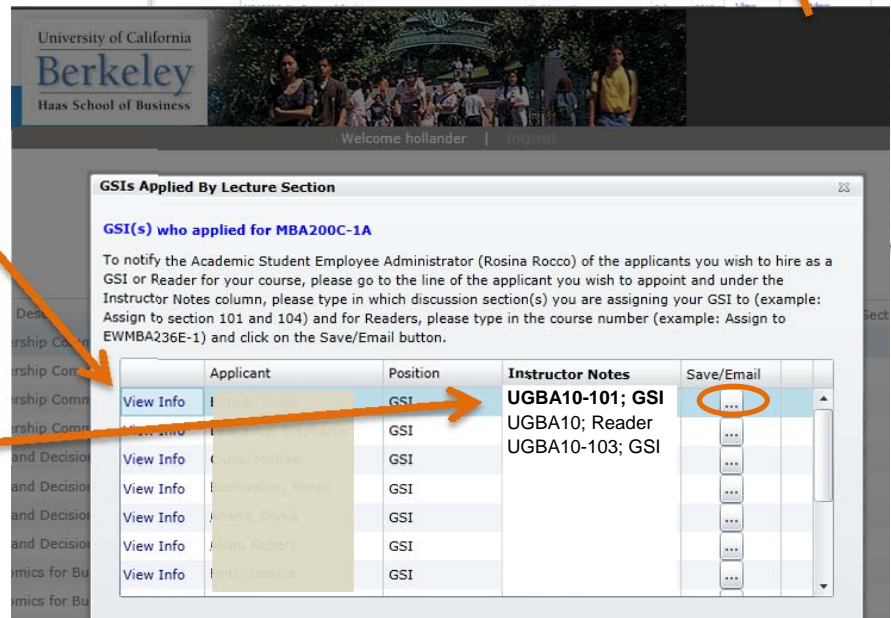 University of California
Berkeley
Haas School of Business
Welcome hollander | logout
GSIs Applied By Lecture Section
GSI(s) who applied for MBA200C-1A
To notify the Academic Student Employee Administrator (Rosina Rocco) of the applicants you wish to hire as a
GSI or Reader for your course, please go to the line of the applicant you wish to appoint and under the
Instructor Notes column, please type in which discussion section(s) you are assigning your GSI to (example:
Assign to section 101 and 104) and for Readers, please type in the course number (example: Assign to
EWMBA236E-1) and click on the Save/Email button.
Applicant Position Instructor Notes Save/Email
View Info GSI UGBA10-101; GSI ...
View Info GSI UGBA10; Reader ...
View Info GSI UGBA10-103; GSI ...
View Info GSI ...
View Info GSI ...
View Info GSI ...
View Info GSI ...